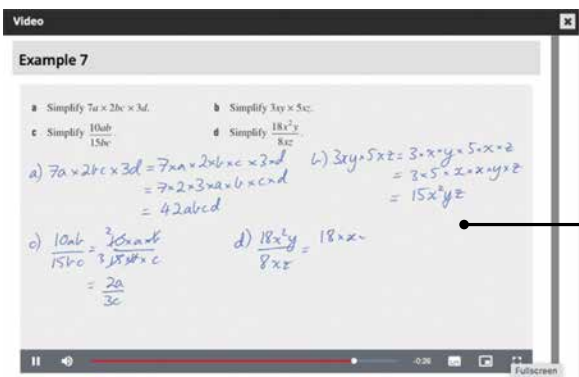 Video
Example 7
a Simplify 7a × 2bc × 3d.
b Simplify 3xy × 5xz.
c Simplify 10ab/15bc
d Simplify 18x²y/8xz
a) 7a × 2bc × 3d = 7×a × 2×b×c × 3×d
= 7×2×3×a×b×c×d
= 42abcd
b) 3xy × 5xz = 3×x×y×5×x×z
= 3×5×x×x×y×z
= 15x²yz
c) 10ab/15bc = ²10×a×b/³15×b×c
= 2a/3c
d) 18x²y/8xz = 18×x×
-0:26
Fullscreen